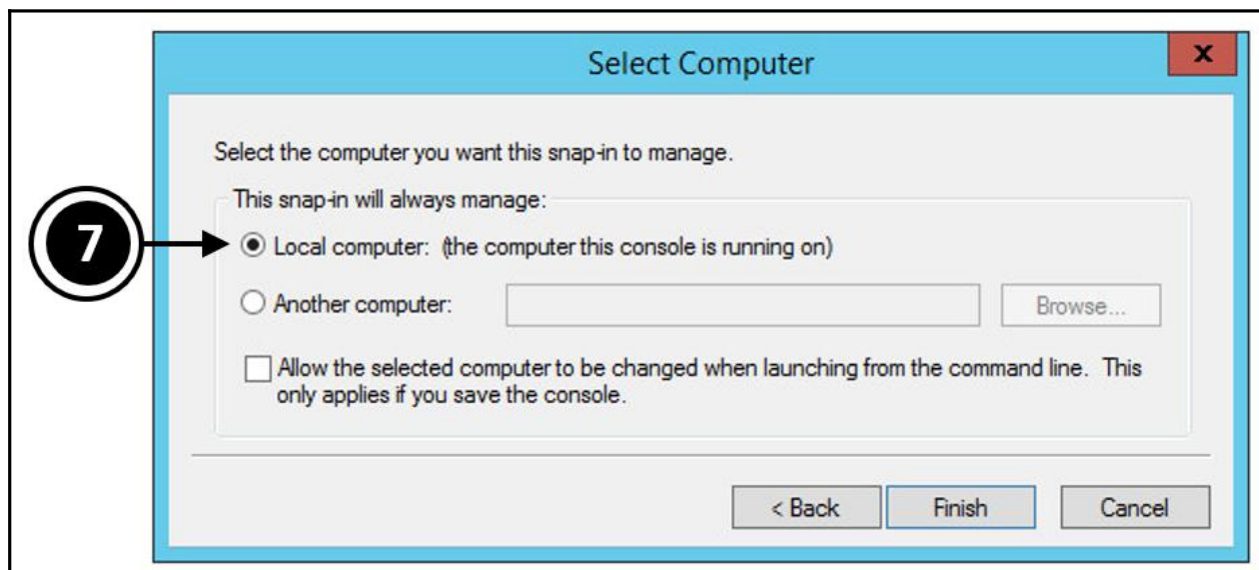 Select Computer
x
Select the computer you want this snap-in to manage.
This snap-in will always manage:
7
Local computer: (the computer this console is running on)
Another computer:
Browse...
Allow the selected computer to be changed when launching from the command line. This
only applies if you save the console.
< Back
Finish
Cancel